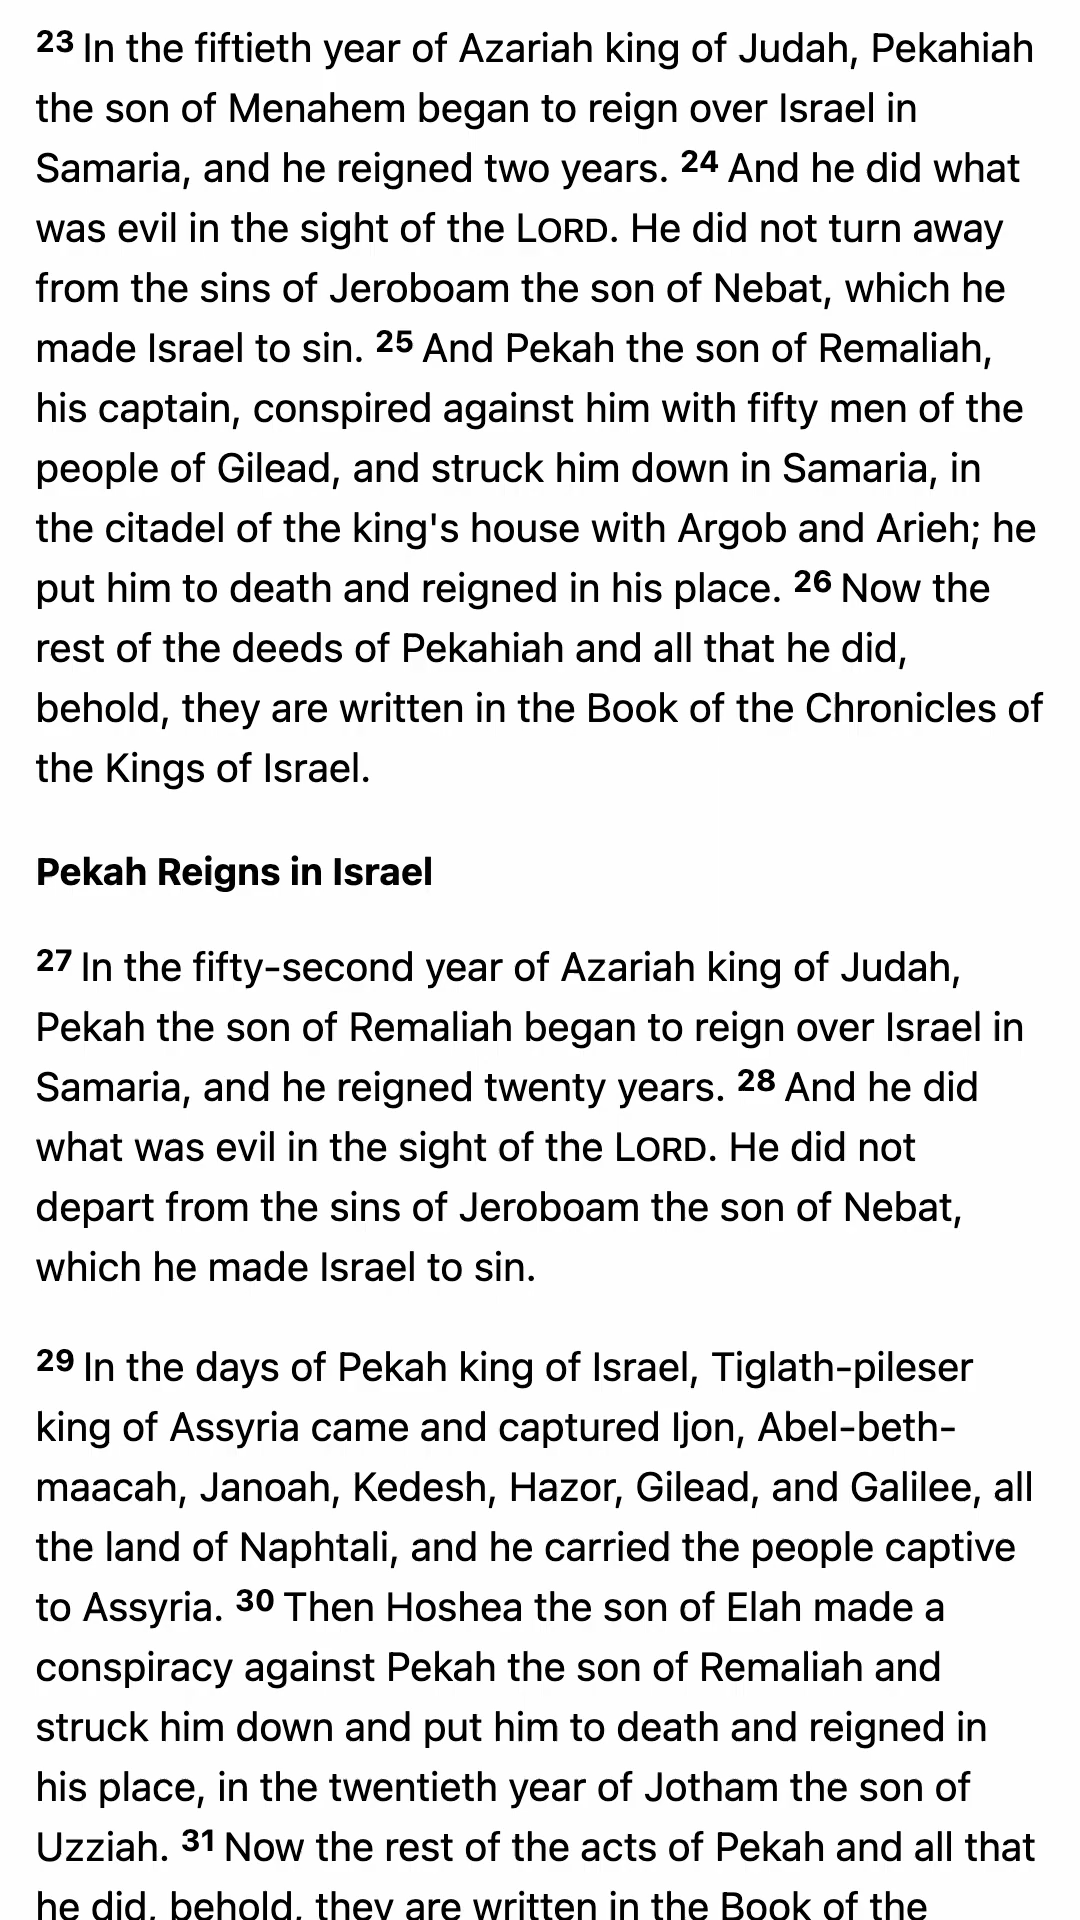 23 In the fiftieth year of Azariah king of Judah, Pekahiah
the son of Menahem began to reign over Israel in
Samaria, and he reigned two years. 24 And he did what
was evil in the sight of the LORD. He did not turn away
from the sins of Jeroboam the son of Nebat, which he
made Israel to sin. 25 And Pekah the son of Remaliah,
his captain, conspired against him with fifty men of the
people of Gilead, and struck him down in Samaria, in
the citadel of the king's house with Argob and Arieh; he
put him to death and reigned in his place. 26 Now the
rest of the deeds of Pekahiah and all that he did,
behold, they are written in the Book of the Chronicles of
the Kings of Israel.
Pekah Reigns in Israel
27 In the fifty-second year of Azariah king of Judah,
Pekah the son of Remaliah began to reign over Israel in
Samaria, and he reigned twenty years. 28 And he did
what was evil in the sight of the LORD. He did not
depart from the sins of Jeroboam the son of Nebat,
which he made Israel to sin.
29 In the days of Pekah king of Israel, Tiglath-pileser
king of Assyria came and captured Ijon, Abel-beth-
maacah, Janoah, Kedesh, Hazor, Gilead, and Galilee, all
the land of Naphtali, and he carried the people captive
to Assyria. 30 Then Hoshea the son of Elah made a
conspiracy against Pekah the son of Remaliah and
struck him down and put him to death and reigned in
his place, in the twentieth year of Jotham the son of
Uzziah. 31 Now the rest of the acts of Pekah and all that
he did, behold, they are written in the Book of the